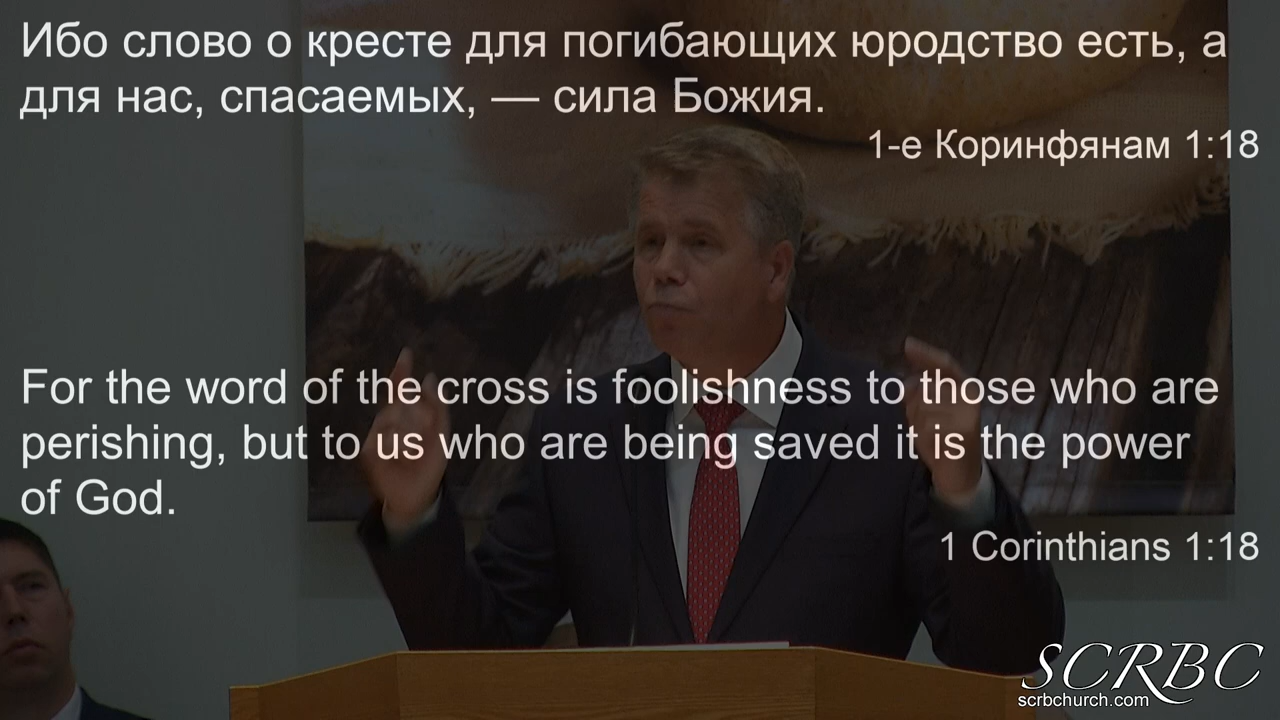 Ибо слово о кресте для погибающих юродство есть, а
для нас, спасаемых, — сила Божия.
1-е Коринфянам 1:18
For the word of the cross is foolishness to those who are
perishing, but to us who are being saved it is the power
of God.
1 Corinthians 1:18
SCRBC
scrbchurch.com